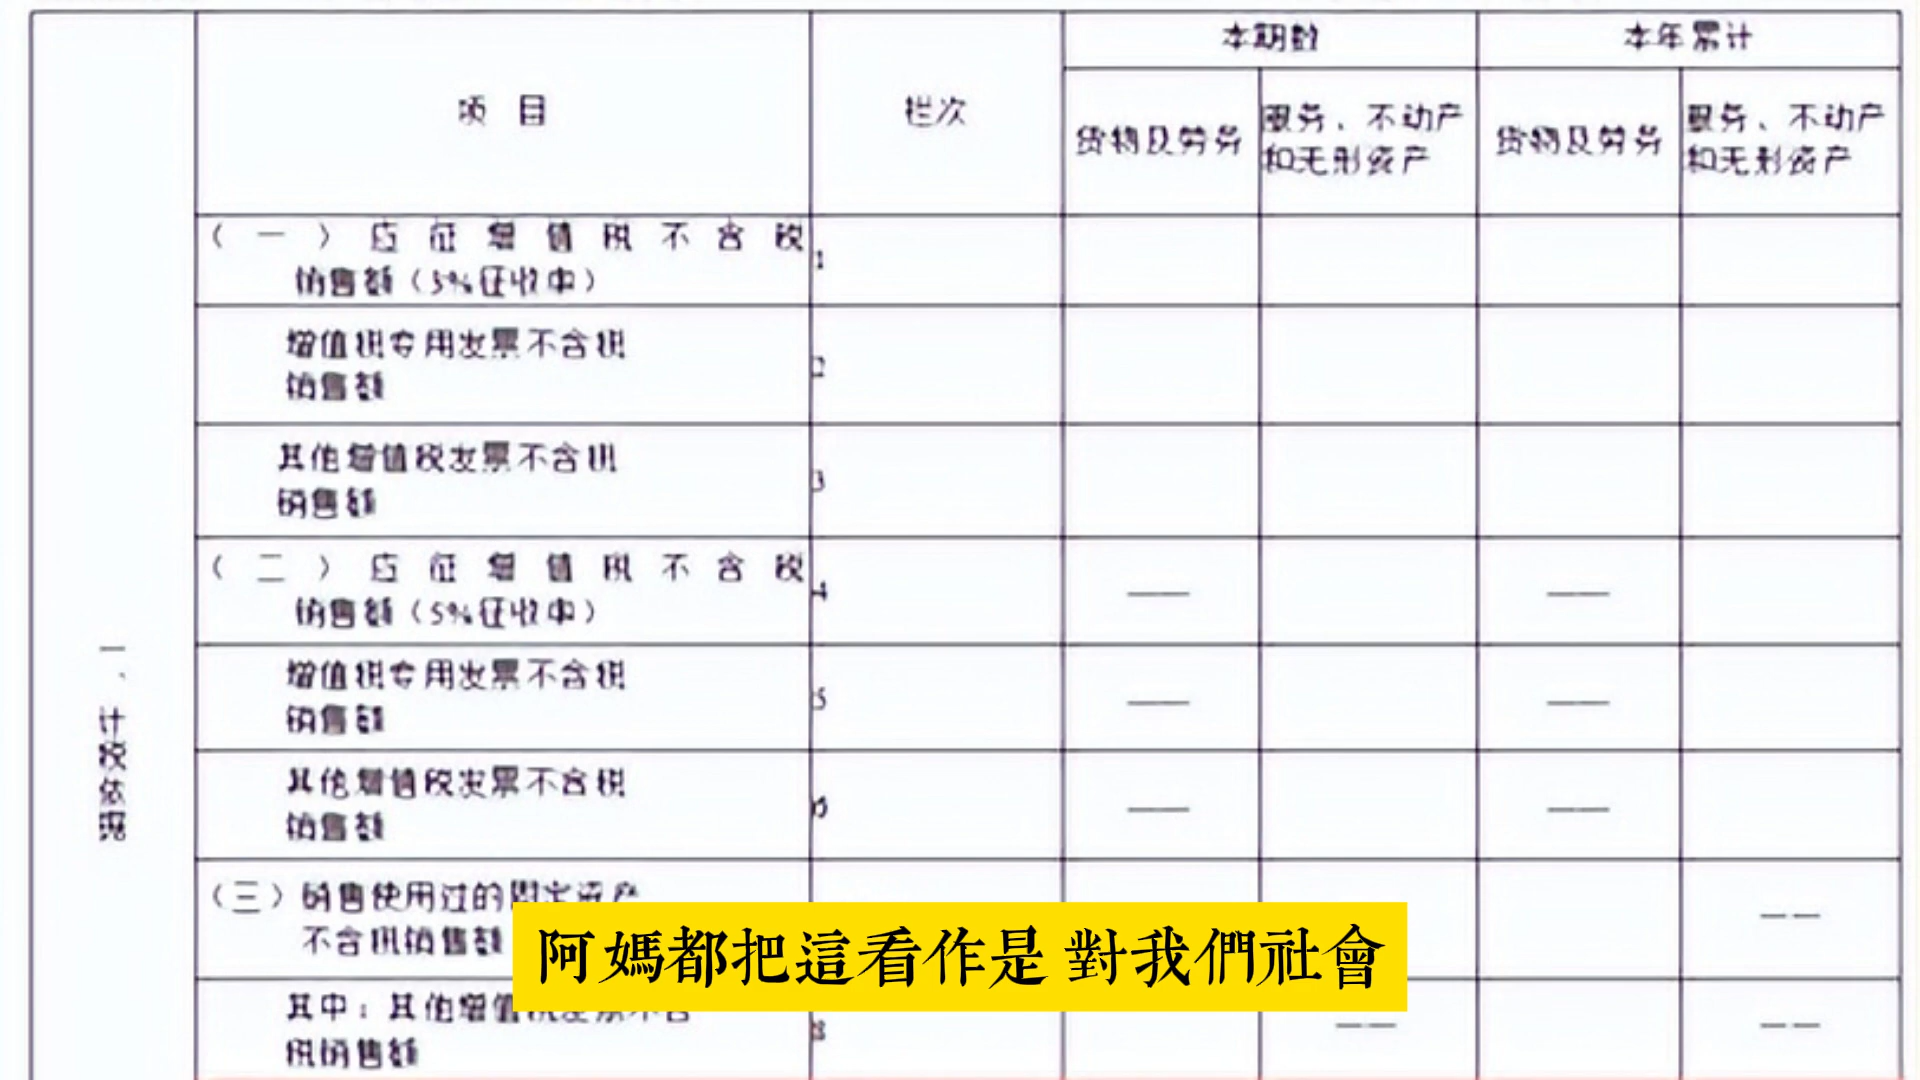 项 目
栏次
本期数
本年累计
货物及劳务
服务、不动产
和无形资产
货物及劳务
服务、不动产
和无形资产
一、计税依据
（一）应征增值税不含税
销售额（3%征收率）
1
增值税专用发票不含税
销售额
2
其他增值税发票不含税
销售额
3
（二）应征增值税不含税
销售额（5%征收率）
4
——
——
增值税专用发票不含税
销售额
5
——
——
其他增值税发票不含税
销售额
6
——
——
（三）销售使用过的固定资产
不含税销售额
——
其中：其他增值税发票不含
税销售额
8
——
——
阿媽都把這看作是 對我們社會